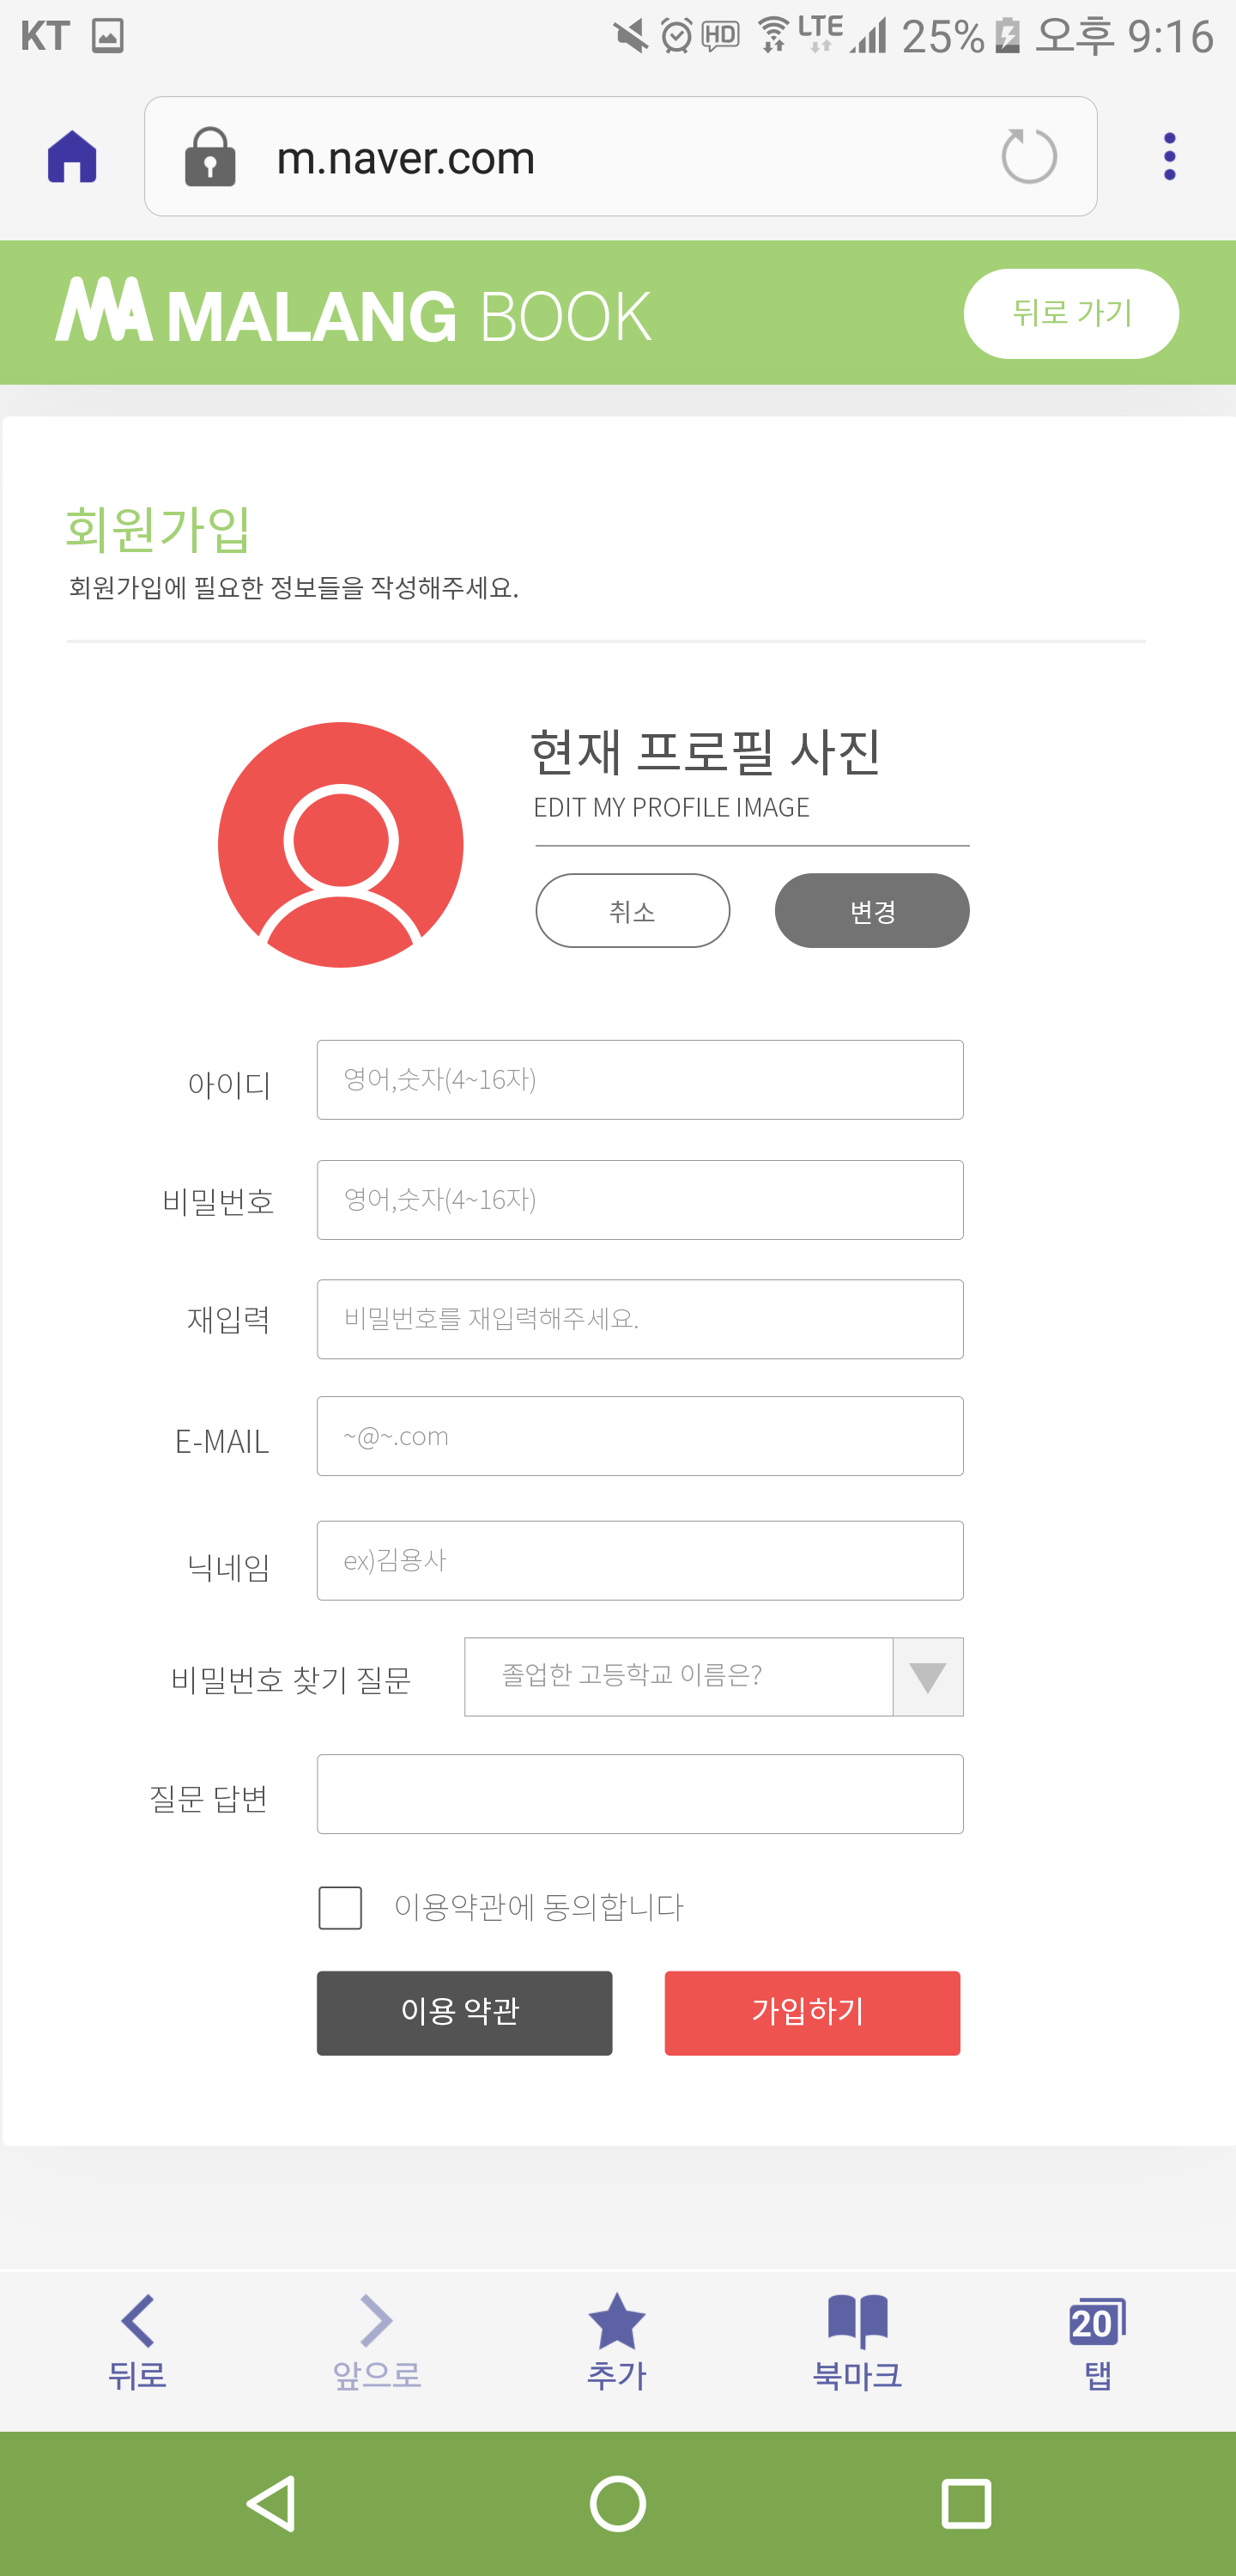 KT HD LTE 25% 오후 9:16
m.naver.com
MALANG BOOK 뒤로 가기
회원가입
회원가입에 필요한 정보들을 작성해주세요.
현재 프로필 사진
EDIT MY PROFILE IMAGE
취소 변경
아이디 영어,숫자(4~16자)
비밀번호 영어,숫자(4~16자)
재입력 비밀번호를 재입력해주세요.
E-MAIL ~@~.com
닉네임 ex)김용사
비밀번호 찾기 질문 졸업한 고등학교 이름은?
질문 답변
이용약관에 동의합니다
이용 약관 가입하기
20
뒤로 앞으로 추가 북마크 탭